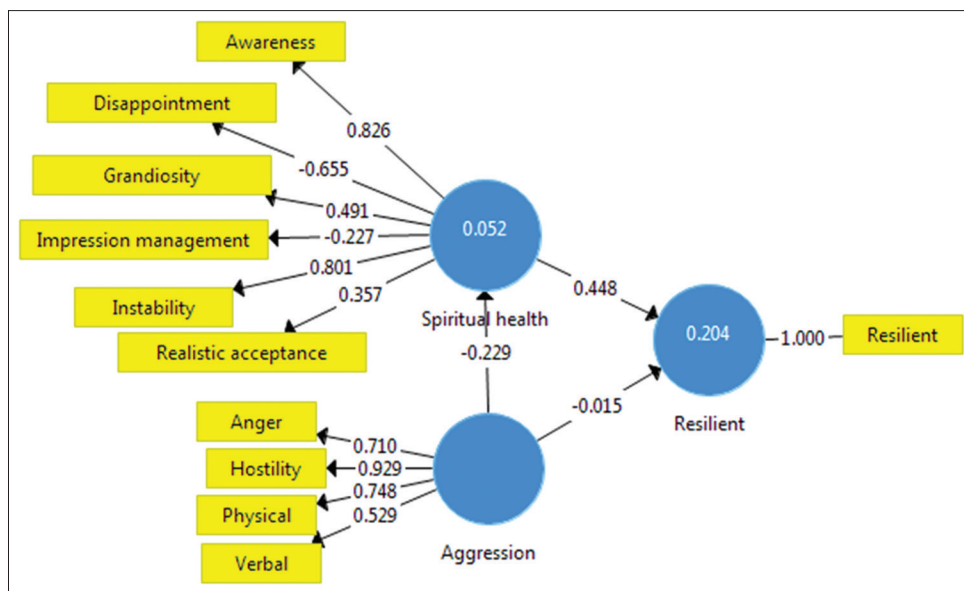 Awareness
Disappointment
0.826
-0.655
Grandiosity
0.491
0.052
Impression management
-0.227
0.801
0.448
Instability
0.357
Spiritual health
0.204
1.000
Resilient
Realistic acceptance
-0.229
-0.015
Anger
Resilient
0.710
Hostility
0.929
0.748
Physical
0.529
Aggression
Verbal